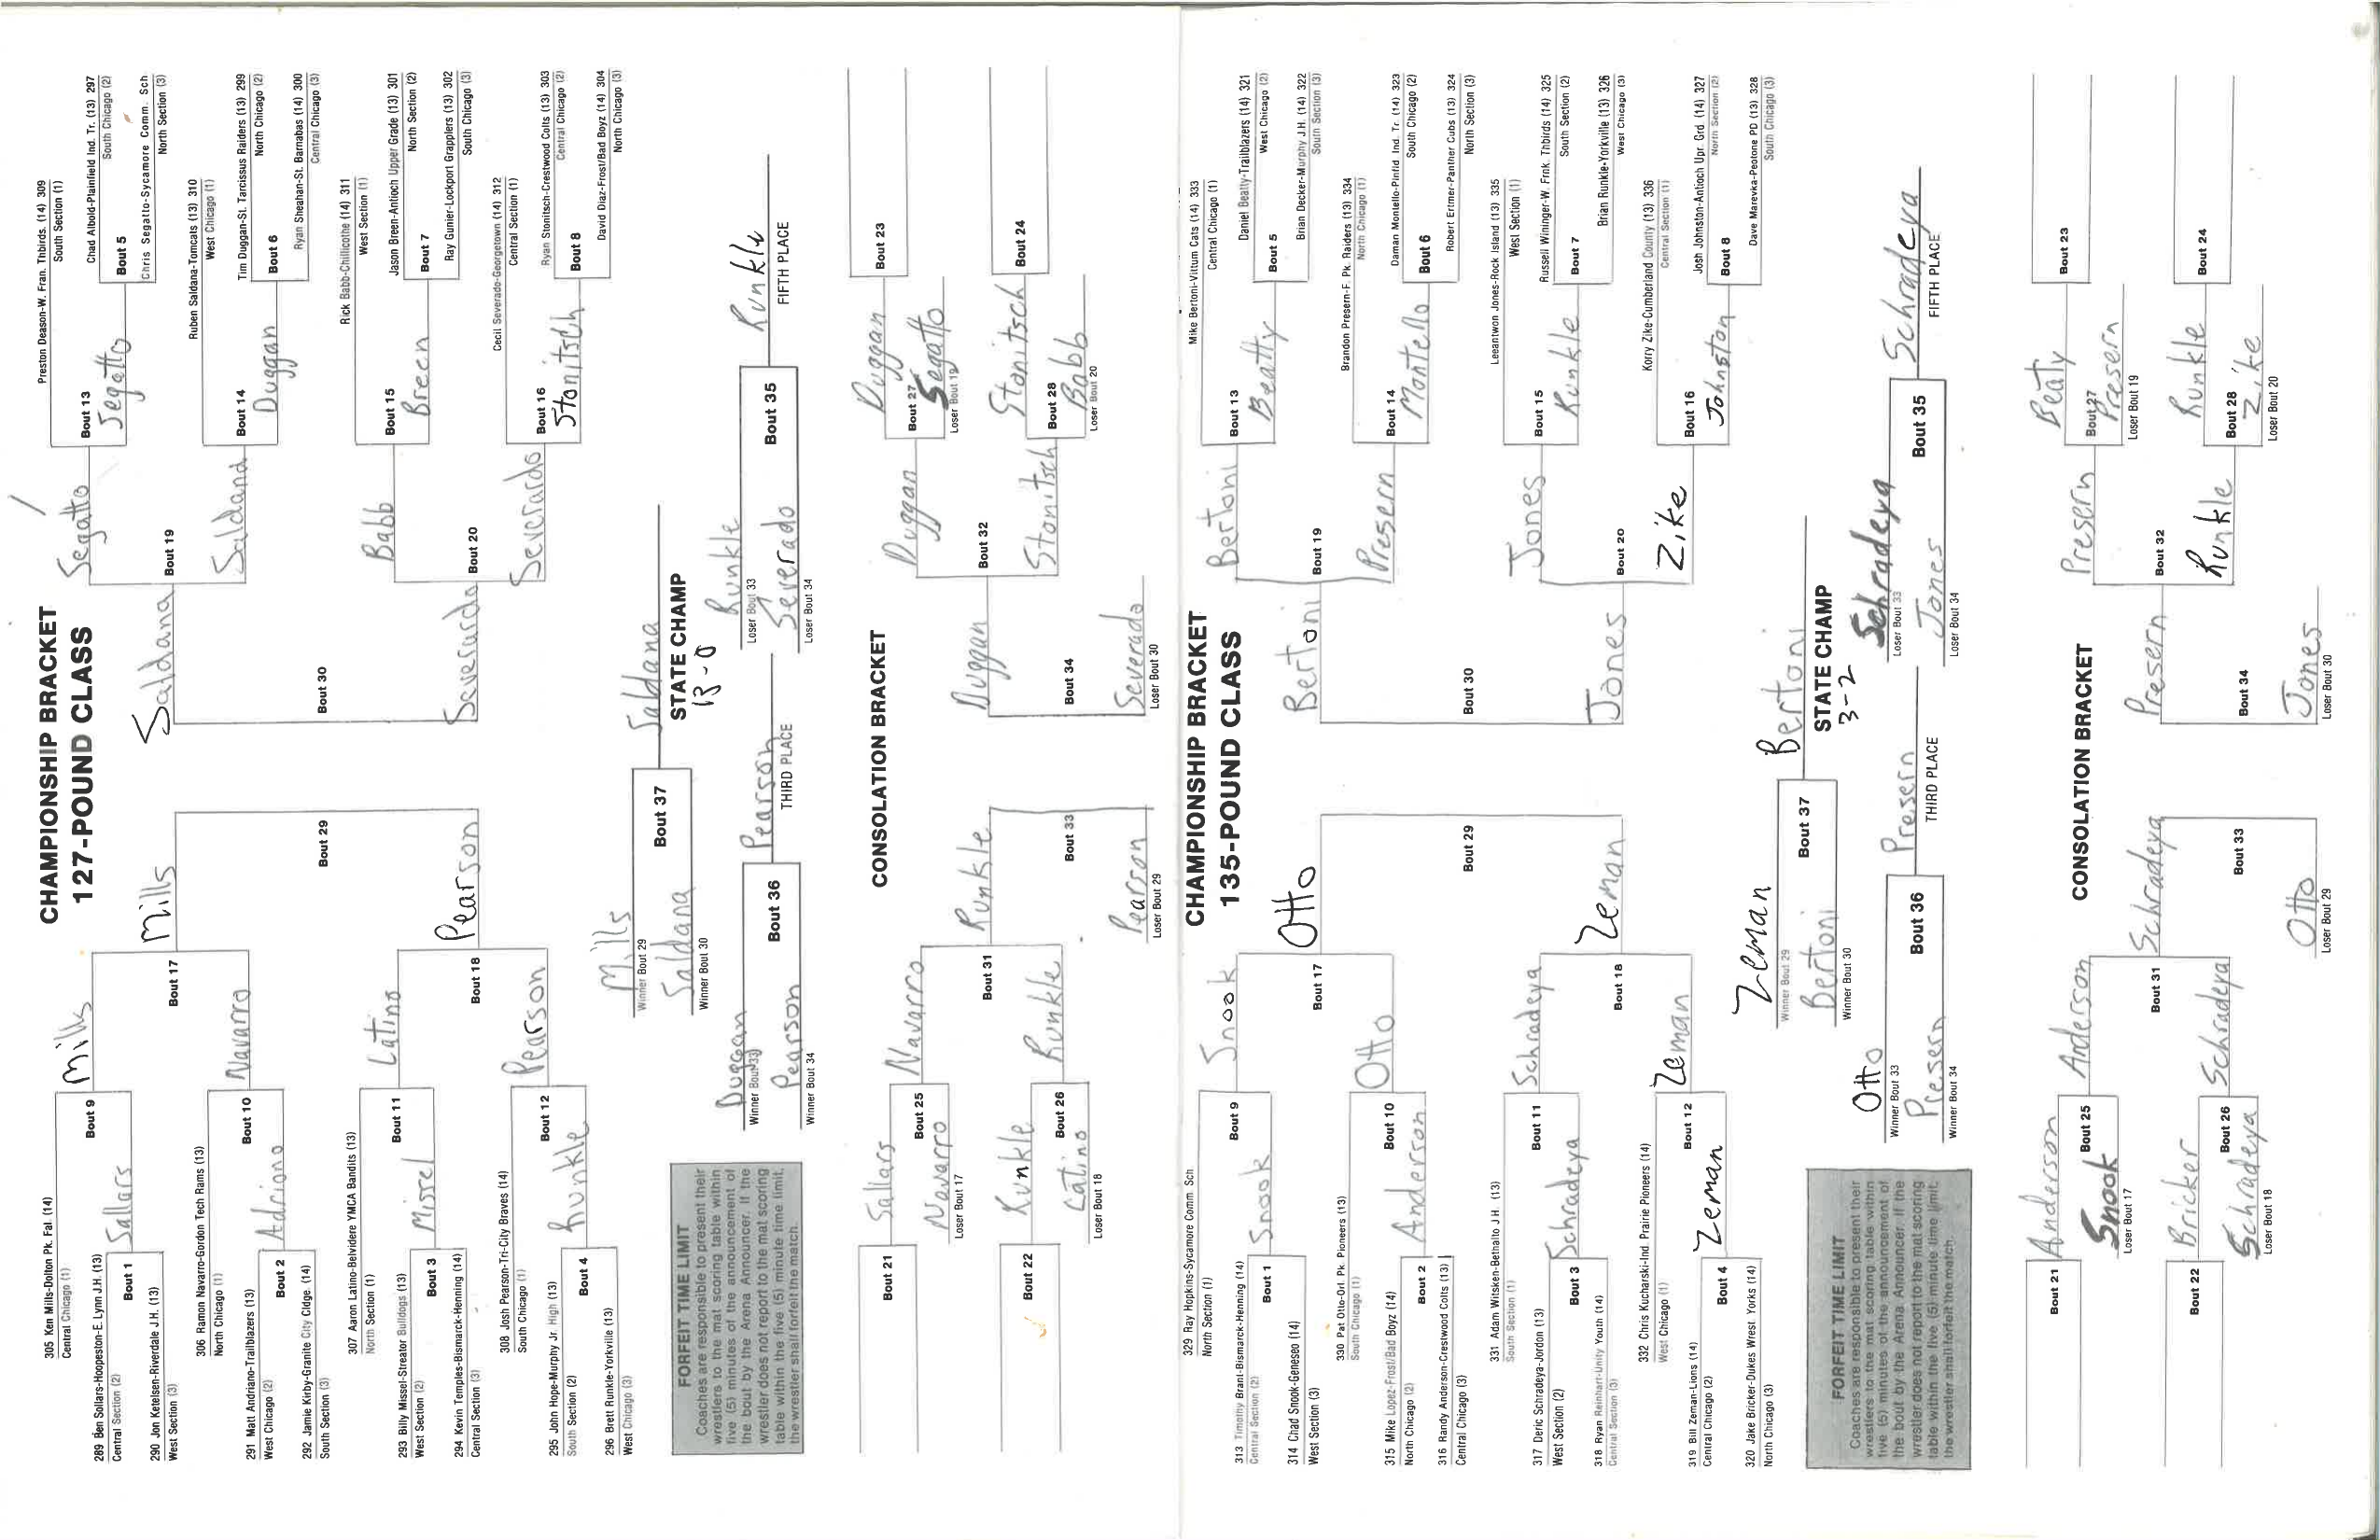 CHAMPIONSHIP BRACKET
127-POUND CLASS
305 Ken Mills-Dolton Pk. Fal. (14)
Central Chicago (1)
Bout 9
Mills
289 Ben Sollars-Hoppeston-E. Lynn J.H. (13)
Central Section (2)
Bout 1
Sallars
290 Jon Ketelsen-Riverdale J.H. (13)
West Section (3)
Bout 17
Mills
306 Ramon Navarro-Gordon Tech Rams (13)
North Chicago (1)
Bout 10
Navarro
291 Matt Andriano-Trailblazers (13)
West Chicago (2)
Bout 2
Adriono
292 Jamie Kirby-Granite City Cldge. (14)
South Section (3)
Bout 29
307 Aaron Latino-Belvidere YMCA Bandits (13)
North Section (1)
Bout 11
Latino
293 Billy Missel-Streator Bulldogs (13)
West Section (2)
Bout 3
Missel
294 Kevin Temples-Bismarck-Henning (14)
Central Section (3)
Bout 18
Pearson
308 Josh Pearson-Tri-City Braves (14)
South Chicago (1)
Bout 12
Pearson
295 John Hope-Murphy Jr. High (13)
South Section (2)
Bout 4
Runkle
296 Brett Runkle-Yorkville (13)
West Chicago (3)
Preston Deason-W. Fran. Tbirds. (14) 309
South Section (1)
Bout 13
Segatto
Chad Albold-Plainfield Ind. Tr. (13) 297
South Chicago (2)
Bout 5
Segatto
Chris Segatto-Sycamore Comm. Sch
North Section (3)
Bout 19
Saldana
Ruben Saldana-Tomcats (13) 310
West Chicago (1)
Bout 14
Saldana
Tim Duggan-St. Tarcissus Raiders (13) 299
North Chicago (2)
Bout 6
Duggan
Ryan Sheahan-St. Barnabas (14) 300
Central Chicago (3)
Bout 30
Rick Babb-Chillicothe (14) 311
West Section (1)
Bout 15
Babb
Jason Breen-Antioch Upper Grade (13) 301
North Section (2)
Bout 7
Breen
Ray Gunier-Lockport Grapplers (13) 302
South Chicago (3)
Bout 20
Severardo
Cecil Severado-Georgetown (14) 312
Central Section (1)
Bout 16
Severardo
Ryan Stonitsch-Crestwood Colts (13) 303
Central Chicago (2)
Bout 8
Stonitsch
David Diaz-Frost/Bad Boyz (14) 304
North Chicago (3)
Mills
Winner Bout 29
Bout 37
Saldana
Winner Bout 30
Saldana
STATE CHAMP
13-0
Duggan
Winner Bout 33
Bout 36
Pearson
Winner Bout 34
Pearson
THIRD PLACE
Runkle
Loser Bout 33
Bout 35
Severado
Loser Bout 34
Runkle
FIFTH PLACE
FORFEIT TIME LIMIT
Coaches are responsible to present their
wrestlers to the mat scoring table within
five (5) minutes of the announcement of
the bout by the Arena Announcer. If the
wrestler does not report to the mat scoring
table within the five (5) minute time limit,
the wrestler shall forfeit the match.
CONSOLATION BRACKET
Bout 21
Sallars
Bout 25
Navarro
Loser Bout 17
Navarro
Bout 31
Bout 22
Runkle
Bout 26
Latino
Loser Bout 18
Runkle
Runkle
Bout 33
Pearson
Loser Bout 29
Bout 23
Duggan
Bout 27
Segatto
Loser Bout 19
Duggan
Bout 32
Bout 24
Stonitsch
Bout 28
Babb
Loser Bout 20
Stonitsch
Duggan
Bout 34
Severado
Loser Bout 30
CHAMPIONSHIP BRACKET
135-POUND CLASS
329 Ray Hopkins-Sycamore Comm. Sch
North Section (1)
Bout 9
Snook
313 Timothy Brant-Bismarck-Henning (14)
Central Section (2)
Bout 1
Snook
314 Chad Snook-Geneseo (14)
West Section (3)
Bout 17
Otto
330 Pat Otto-Orl. Pk. Pioneers (13)
South Chicago (1)
Bout 10
Otto
315 Mike Lopez-Frost/Bad Boyz (14)
North Chicago (2)
Bout 2
Anderson
316 Randy Anderson-Crestwood Colts (13)
Central Chicago (3)
Bout 29
331 Adam Witsken-Bethalto J.H. (13)
South Section (1)
Bout 11
Schradeya
317 Deric Schradeya-Jordon (13)
West Section (2)
Bout 3
Schradeya
318 Ryan Reinhart-Unity Youth (14)
Central Section (3)
Bout 18
Zeman
332 Chris Kucharski-Ind. Prairie Pioneers (14)
West Chicago (1)
Bout 12
Zeman
319 Bill Zeman-Lions (14)
Central Chicago (2)
Bout 4
Zeman
320 Jake Bricker-Dukes Wrest. Yorks (14)
North Chicago (3)
Mike Bertoni-Vittum Cats (14) 333
Central Chicago (1)
Bout 13
Bertoni
Daniel Beatty-Trailblazers (14) 321
West Chicago (2)
Bout 5
Beatty
Brian Decker-Murphy J.H. (14) 322
South Section (3)
Bout 19
Bertoni
Brandon Presern-F. Pk. Raiders (13) 334
North Chicago (1)
Bout 14
Presern
Daman Montello-Pinfld Ind. Tr. (14) 323
South Chicago (2)
Bout 6
Montello
Robert Ertmer-Panther Cubs (13) 324
North Section (3)
Bout 30
Leeantwon Jones-Rock Island (13) 335
West Section (1)
Bout 15
Jones
Russell Wininger-W. Frnk. Thbirds (14) 325
South Section (2)
Bout 7
Runkle
Brian Runkle-Yorkville (13) 326
West Chicago (3)
Bout 20
Jones
Korry Zike-Cumberland County (13) 336
Central Section (1)
Bout 16
Zike
Josh Johnston-Antioch Upr. Grd (14) 327
North Section (2)
Bout 8
Johnston
Dave Marevka-Peotone PD (13) 328
South Chicago (3)
Zeman
Winner Bout 29
Bout 37
Bertoni
Winner Bout 30
Bertoni
STATE CHAMP
3-2
Otto
Winner Bout 33
Bout 36
Presern
Winner Bout 34
Presern
THIRD PLACE
Schradeya
Loser Bout 33
Bout 35
Jones
Loser Bout 34
Schradeya
FIFTH PLACE
FORFEIT TIME LIMIT
Coaches are responsible to present their
wrestlers to the mat scoring table within
five (5) minutes of the announcement of
the bout by the Arena Announcer. If the
wrestler does not report to the mat scoring
table within the five (5) minute time limit,
the wrestler shall forfeit the match.
CONSOLATION BRACKET
Bout 21
Anderson
Bout 25
Snook
Loser Bout 17
Anderson
Bout 31
Bout 22
Bricker
Bout 26
Schradeya
Loser Bout 18
Schradeya
Schradeya
Bout 33
Otto
Loser Bout 29
Bout 23
Beaty
Bout 27
Presern
Loser Bout 19
Presern
Bout 32
Bout 24
Runkle
Bout 28
Zike
Loser Bout 20
Runkle
Presern
Bout 34
Jones
Loser Bout 30